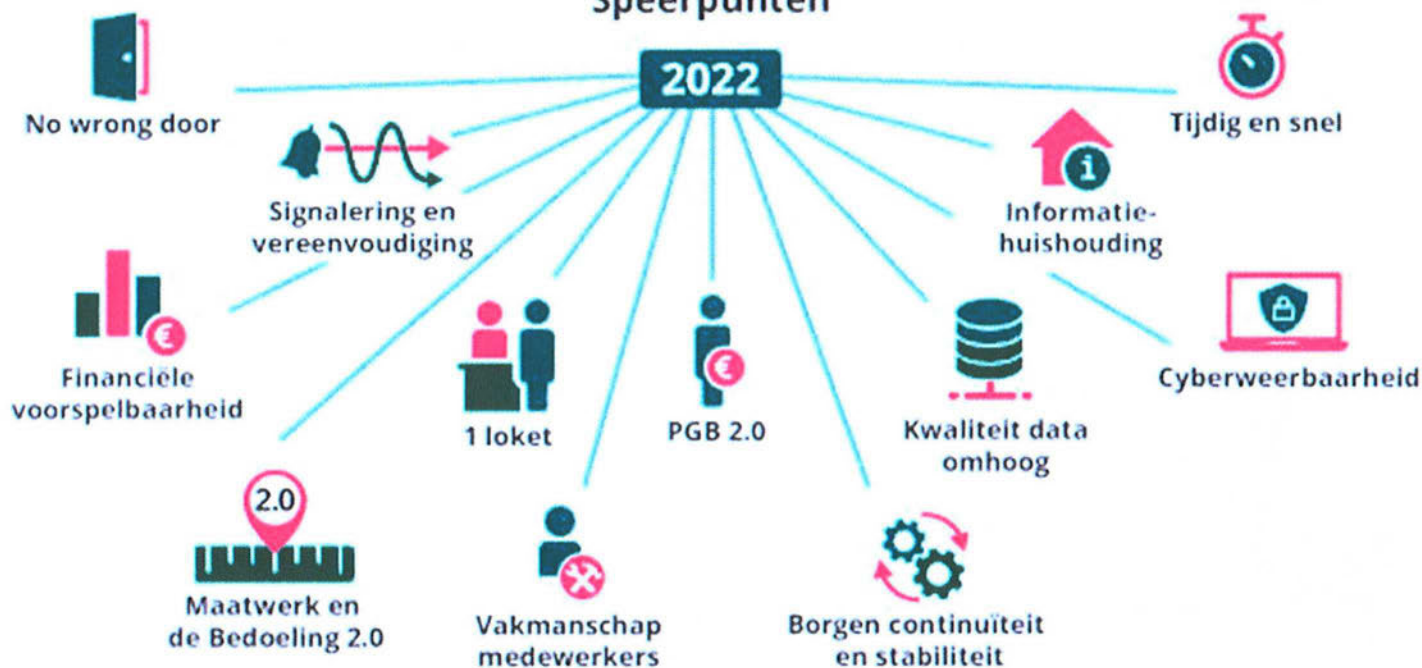 Speerpunten
2022
No wrong door
Tijdig en snel
Signalering en
vereenvoudiging
i
Informatie-
huishouding
€
Financiële
voorspelbaarheid
1 loket
€
PGB 2.0
Kwaliteit data
omhoog
Cyberweerbaarheid
2.0
Maatwerk en
de Bedoeling 2.0
Vakmanschap
medewerkers
Borgen continuïteit
en stabiliteit